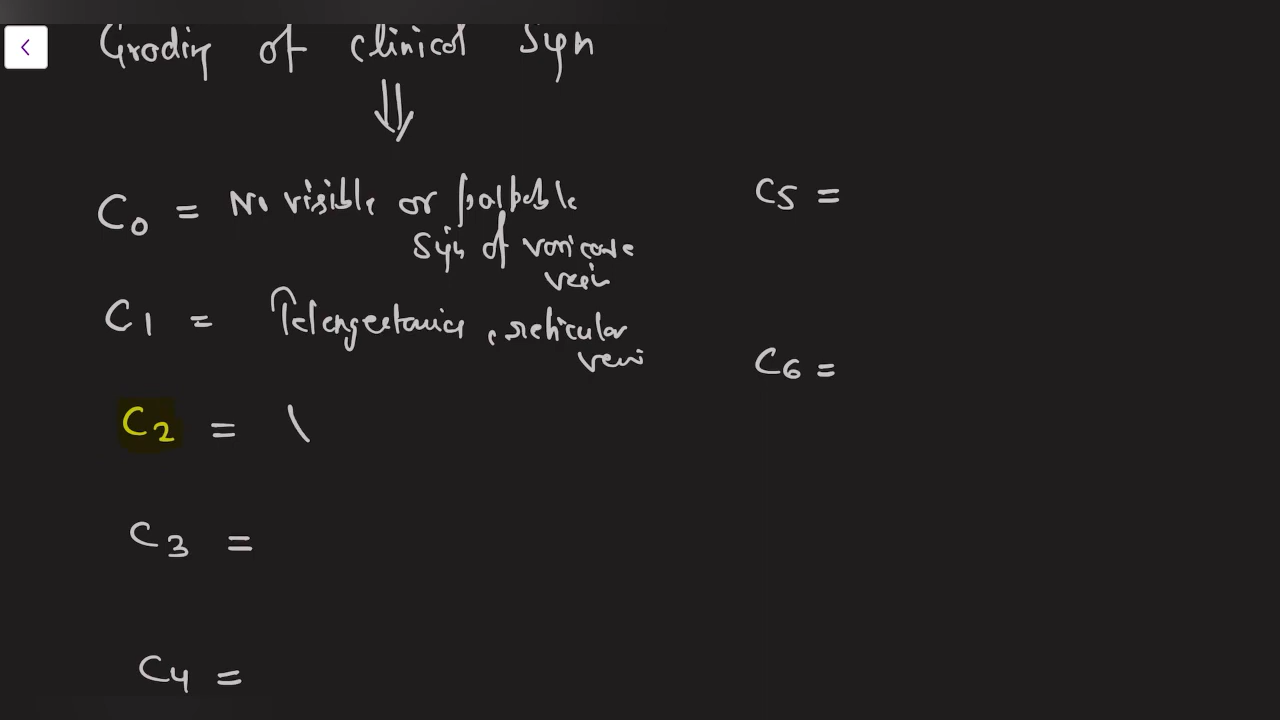 Grading of clinical Sign
C0 = No visible or palpable
Sign of varicose
vein
C1 = Telengectanics, reticular
vein
C2 = \
C3 =
C4 =
C5 =
C6 =